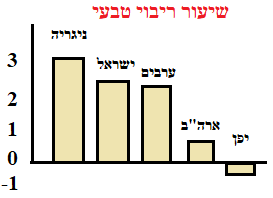 שיעור ריבוי טבעי
ניגריה
ישראל
ערבים
ארה"ב
יפן
3
2
1
0
-1